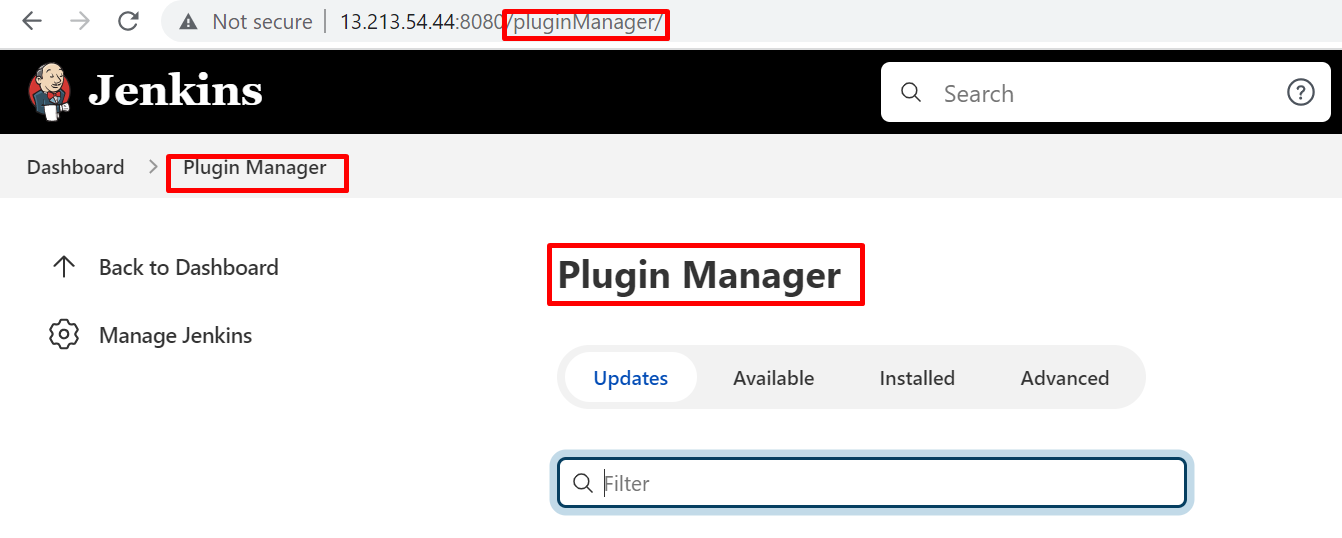 Not secure | 13.213.54.44:8080/pluginManager/
Jenkins
Search
Dashboard > Plugin Manager
Back to Dashboard
Manage Jenkins
Plugin Manager
Updates Available Installed Advanced
Filter